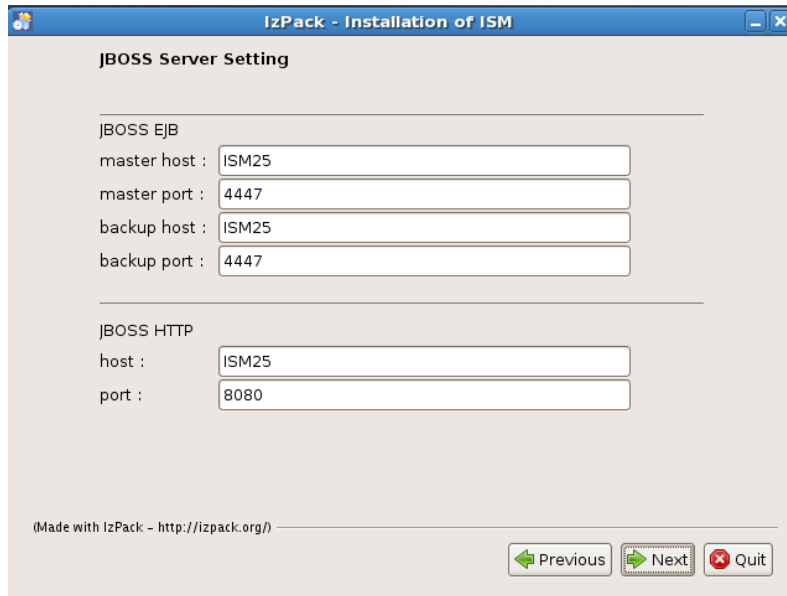 IzPack - Installation of ISM
JBOSS Server Setting
JBOSS EJB
master host : ISM25
master port : 4447
backup host : ISM25
backup port : 4447
JBOSS HTTP
host : ISM25
port : 8080
(Made with IzPack - http://izpack.org/)
Previous Next Quit